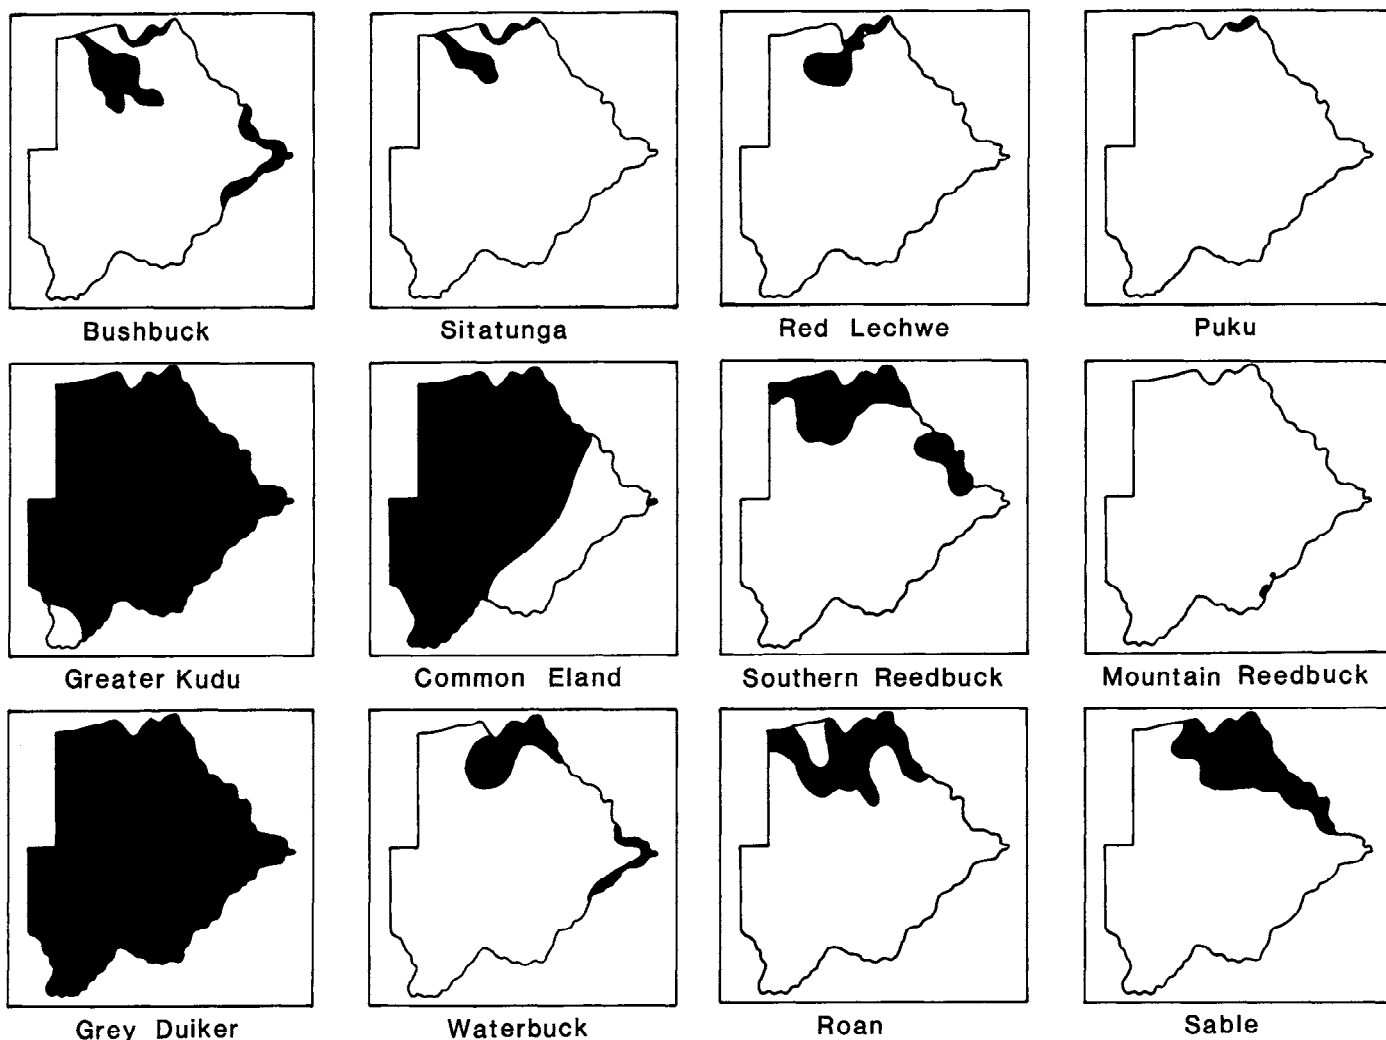 Bushbuck
Sitatunga
Red Lechwe
Puku
Greater Kudu
Common Eland
Southern Reedbuck
Mountain Reedbuck
Grey Duiker
Waterbuck
Roan
Sable